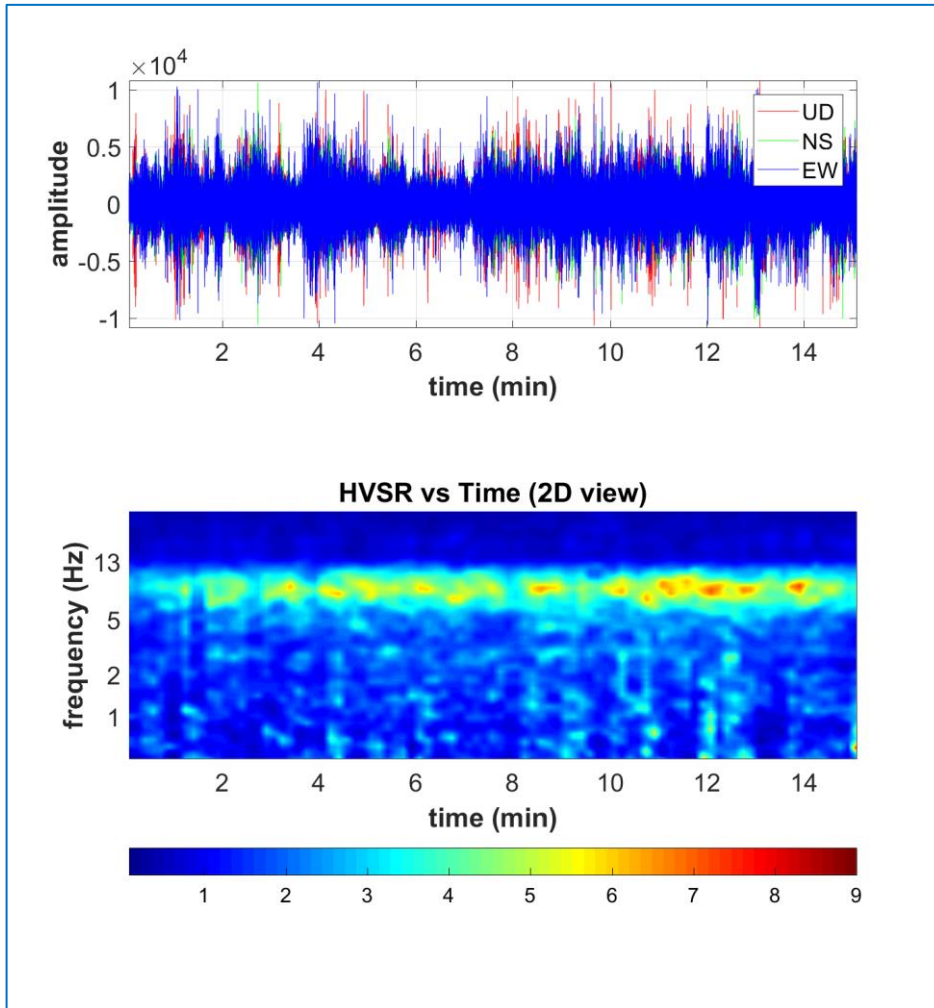 ×10⁴
1
0.5
0
-0.5
-1
amplitude
UD
NS
EW
2 4 6 8 10 12 14
time (min)
HVSR vs Time (2D view)
13
5
2
1
frequency (Hz)
2 4 6 8 10 12 14
time (min)
1 2 3 4 5 6 7 8 9